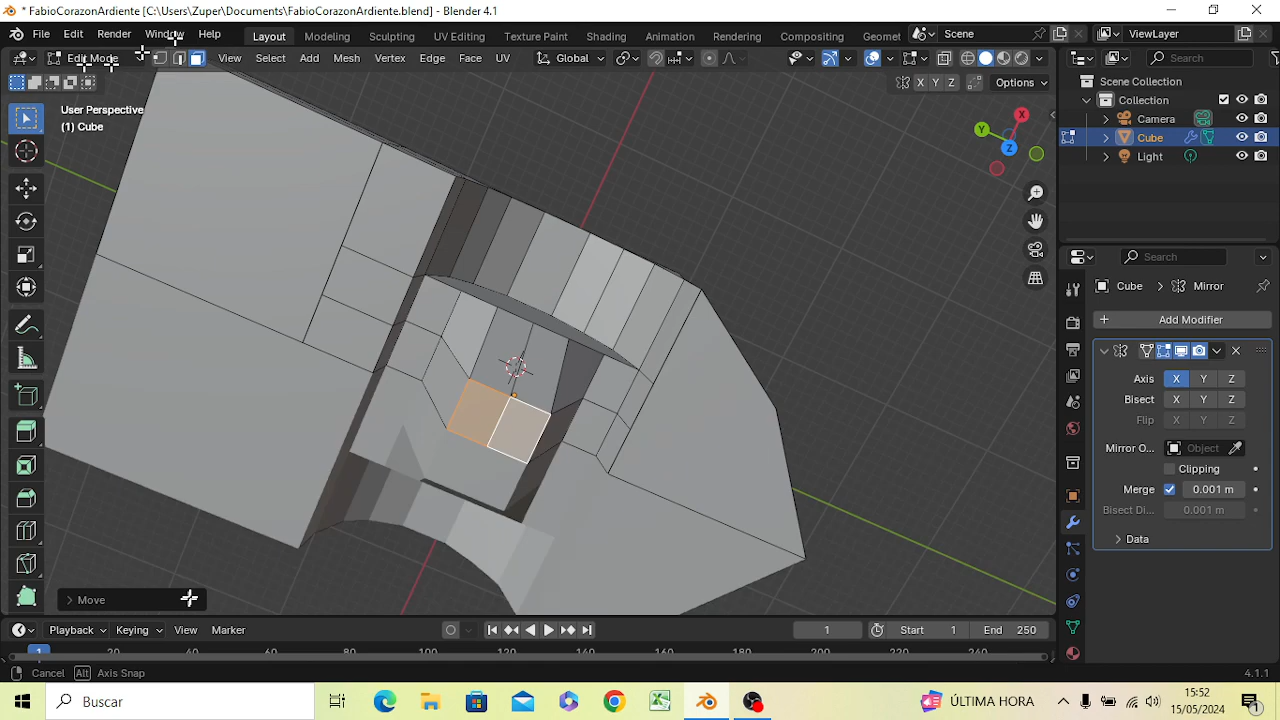 * FabioCorazonArdiente [C:\Users\Zuper\Documents\FabioCorazonArdiente.blend] - Blender 4.1
File Edit Render Window Help Layout Modeling Sculpting UV Editing Texture Paint Shading Animation Rendering Compositing Geomet Scene ViewLayer
Edit Mode View Select Add Mesh Vertex Edge Face UV Global Search
X Y Z Options
Scene Collection
Collection
Camera
Cube
Light
User Perspective
(1) Cube
X
Y
Z
Search
Cube Mirror
Add Modifier
Axis X Y Z
Bisect X Y Z
Flip X Y Z
Mirror O... Object
Clipping
Merge 0.001 m
Bisect Di... 0.001 m
Data
Move
Playback Keying View Marker 1 Start 1 End 250
1 20 40 60 80 100 120 140 160 180 200 220 240
Cancel Alt Axis Snap 4.1.1
Buscar ÚLTIMA HORA 15:52
15/05/2024 1